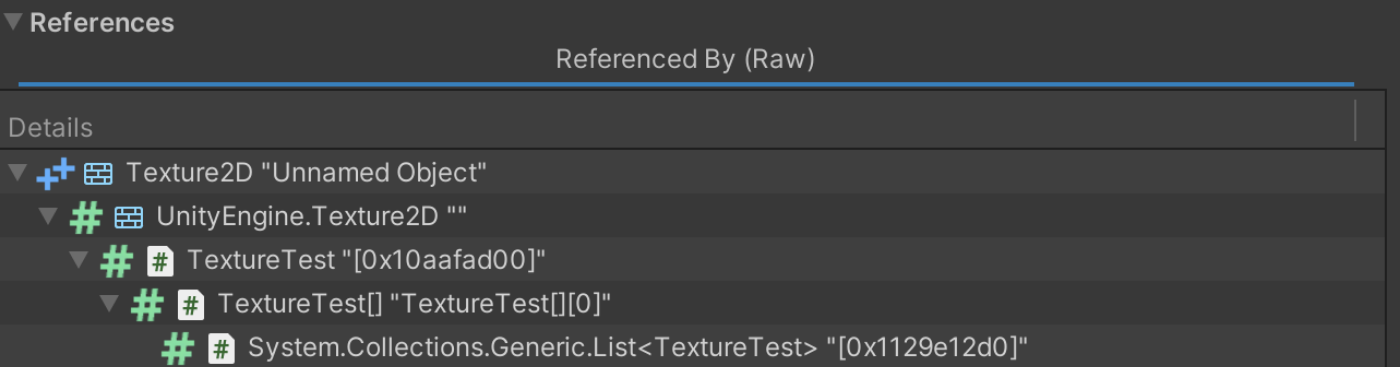 References
Referenced By (Raw)
Details
Texture2D "Unnamed Object"
UnityEngine.Texture2D ""
TextureTest "[0x10aafad00]"
TextureTest[] "TextureTest[][0]"
System.Collections.Generic.List<TextureTest> "[0x1129e12d0]"